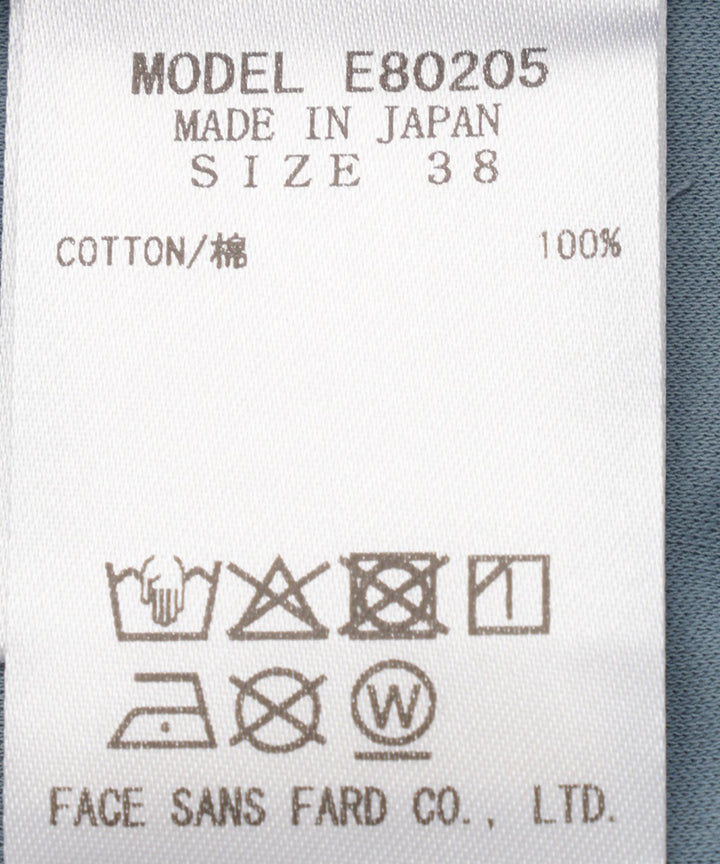 MODEL E80205
MADE IN JAPAN
SIZE 38
COTTON/棉 100%
W
FACE SANS FARD CO., LTD.